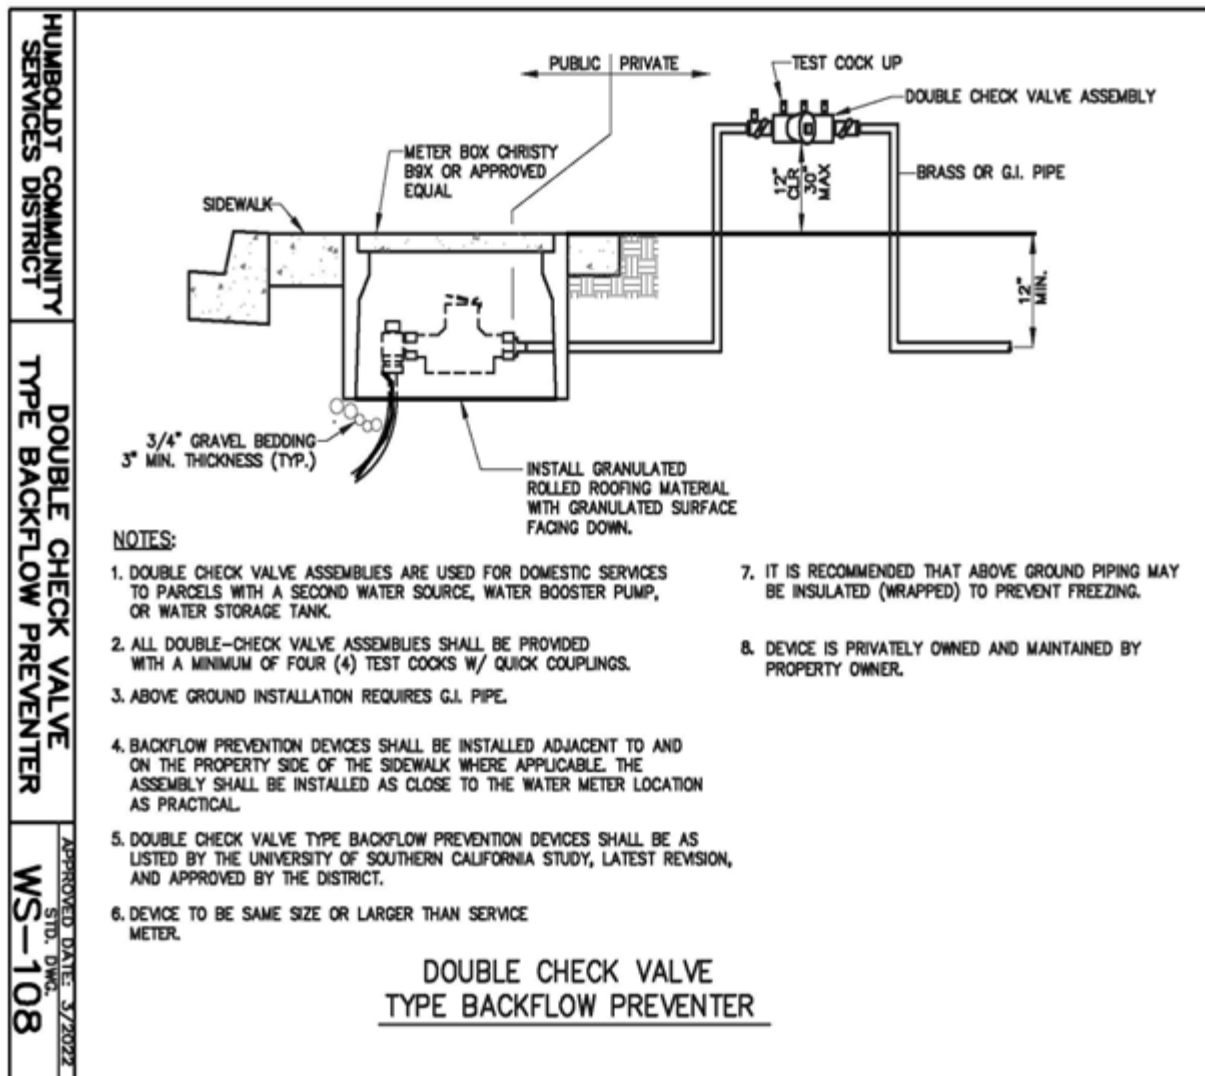 HUMBOLDT COMMUNITY
SERVICES DISTRICT
DOUBLE CHECK VALVE
TYPE BACKFLOW PREVENTER
APPROVED DATE: 3/2022
STD. DWG.
WS-108
PUBLIC
PRIVATE
TEST COCK UP
DOUBLE CHECK VALVE ASSEMBLY
METER BOX CHRISTY
B9X OR APPROVED
EQUAL
12"
CLR
30"
MAX
BRASS OR G.I. PIPE
SIDEWALK
12"
MIN.
3/4" GRAVEL BEDDING
3" MIN. THICKNESS (TYP.)
INSTALL GRANULATED
ROLLED ROOFING MATERIAL
WITH GRANULATED SURFACE
FACING DOWN.
NOTES:
1. DOUBLE CHECK VALVE ASSEMBLIES ARE USED FOR DOMESTIC SERVICES
TO PARCELS WITH A SECOND WATER SOURCE, WATER BOOSTER PUMP,
OR WATER STORAGE TANK.
2. ALL DOUBLE-CHECK VALVE ASSEMBLIES SHALL BE PROVIDED
WITH A MINIMUM OF FOUR (4) TEST COCKS W/ QUICK COUPLINGS.
3. ABOVE GROUND INSTALLATION REQUIRES G.I. PIPE.
4. BACKFLOW PREVENTION DEVICES SHALL BE INSTALLED ADJACENT TO AND
ON THE PROPERTY SIDE OF THE SIDEWALK WHERE APPLICABLE. THE
ASSEMBLY SHALL BE INSTALLED AS CLOSE TO THE WATER METER LOCATION
AS PRACTICAL.
5. DOUBLE CHECK VALVE TYPE BACKFLOW PREVENTION DEVICES SHALL BE AS
LISTED BY THE UNIVERSITY OF SOUTHERN CALIFORNIA STUDY, LATEST REVISION,
AND APPROVED BY THE DISTRICT.
6. DEVICE TO BE SAME SIZE OR LARGER THAN SERVICE
METER.
7. IT IS RECOMMENDED THAT ABOVE GROUND PIPING MAY
BE INSULATED (WRAPPED) TO PREVENT FREEZING.
8. DEVICE IS PRIVATELY OWNED AND MAINTAINED BY
PROPERTY OWNER.
DOUBLE CHECK VALVE
TYPE BACKFLOW PREVENTER